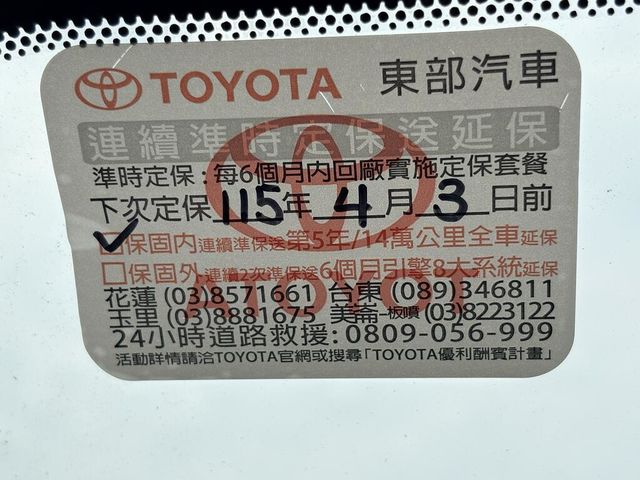 TOYOTA 東部汽車
連續準時定保送延保
準時定保:每6個月內回廠實施定保套餐
下次定保 115年 4 月 3 日前
✓□保固內連續準保送第5年/14萬公里全車延保
□保固外連續2次準保送6個月引擎8大系統延保
花蓮 (03)8571661 台東 (089)346811
玉里 (03)8881675 美崙-板噴 (03)8223122
24小時道路救援:0809-056-999
活動詳情請洽TOYOTA官網或搜尋「TOYOTA優利酬賓計畫」
TOYOTA